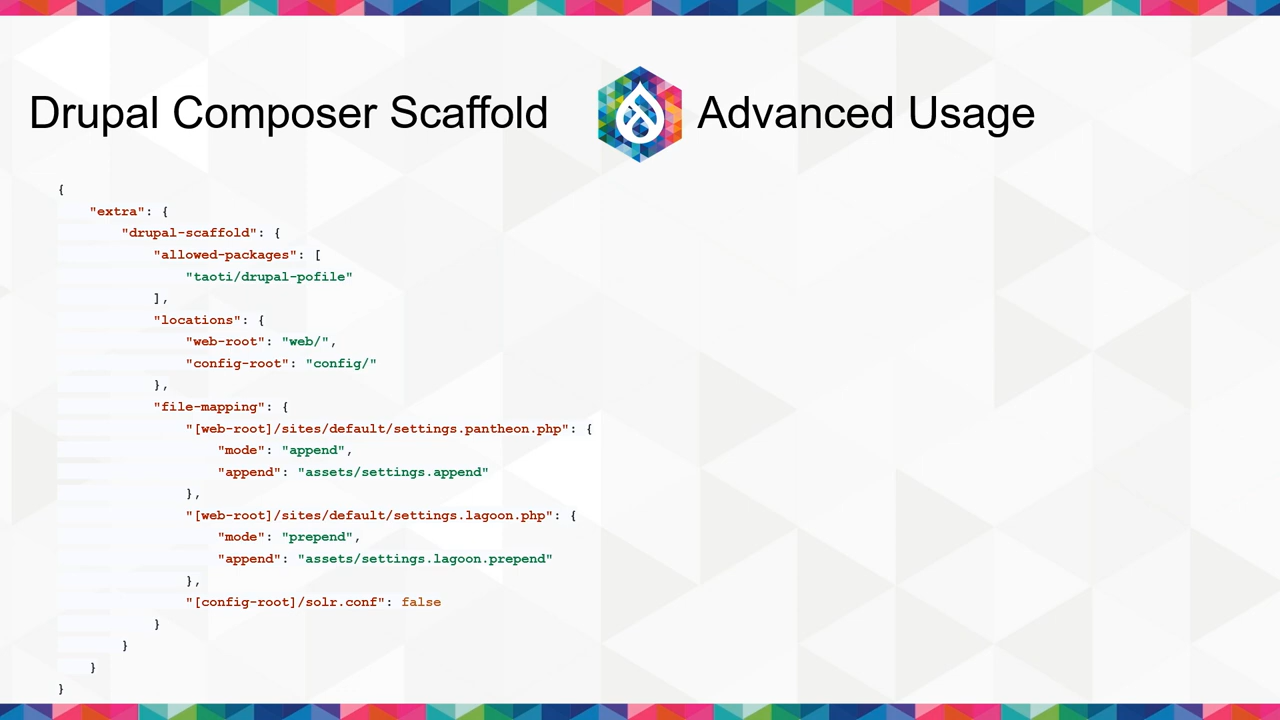 Drupal Composer Scaffold Advanced Usage
{
    "extra": {
        "drupal-scaffold": {
            "allowed-packages": [
                "taoti/drupal-pofile"
            ],
            "locations": {
                "web-root": "web/",
                "config-root": "config/"
            },
            "file-mapping": {
                "[web-root]/sites/default/settings.pantheon.php": {
                    "mode": "append",
                    "append": "assets/settings.append"
                },
                "[web-root]/sites/default/settings.lagoon.php": {
                    "mode": "prepend",
                    "append": "assets/settings.lagoon.prepend"
                },
                "[config-root]/solr.conf": false
            }
        }
    }
}